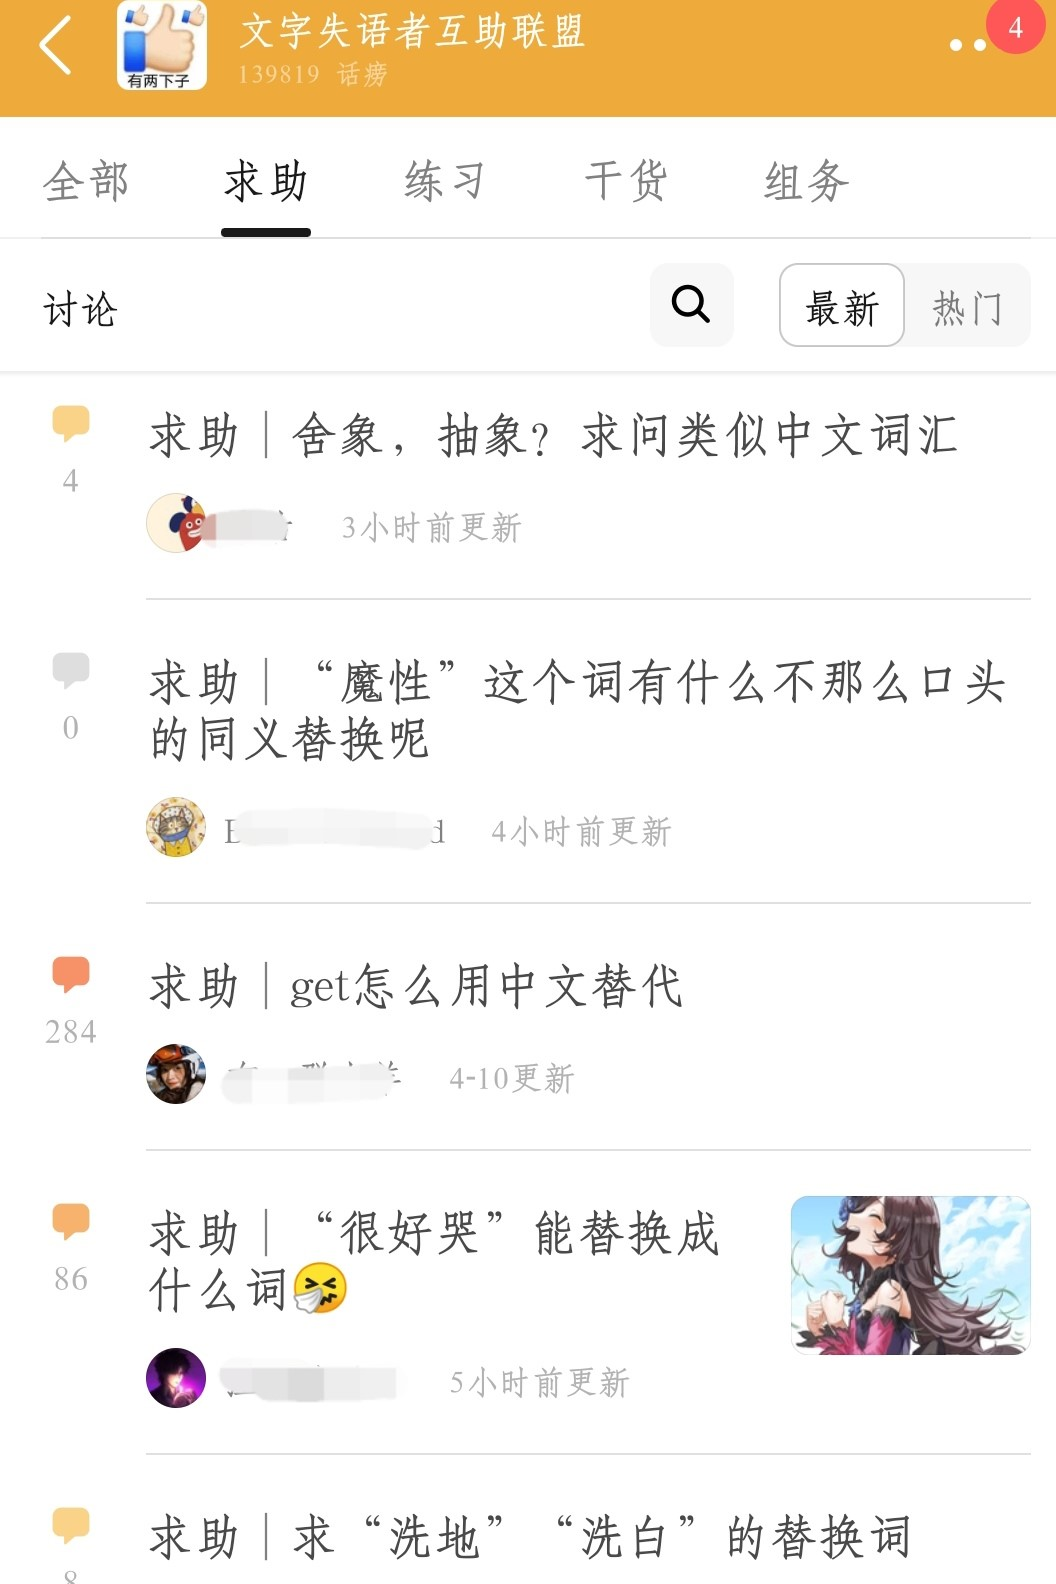 文字失语者互助联盟
4
有两下子
139819 话痨
全部 求助 练习 干货 组务
讨论
最新 热门
求助｜舍象，抽象？求问类似中文词汇
4
3小时前更新
求助｜“魔性”这个词有什么不那么口头
的同义替换呢
0
4小时前更新
求助｜get怎么用中文替代
284
4-10更新
求助｜“很好哭”能替换成
什么词
86
5小时前更新
求助｜求“洗地”“洗白”的替换词
8